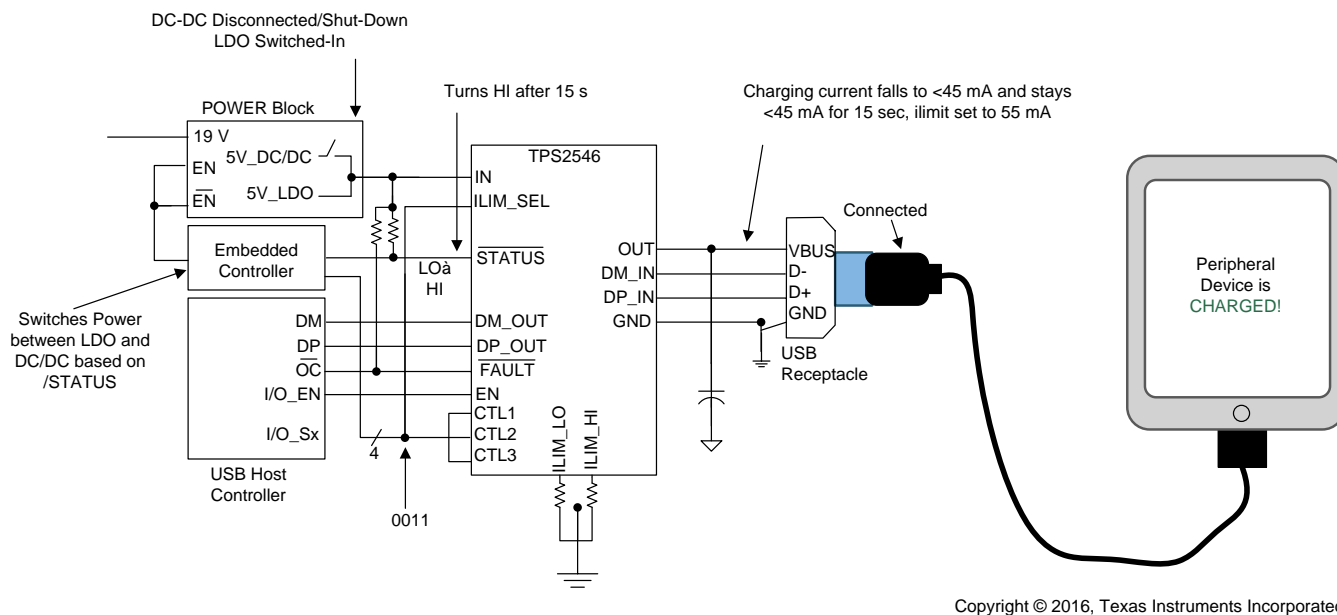 DC-DC Disconnected/Shut-Down
LDO Switched-In
Turns HI after 15 s
Charging current falls to <45 mA and stays
<45 mA for 15 sec, ilimit set to 55 mA
POWER Block
19 V
EN
EN
5V_DC/DC
5V_LDO
Embedded
Controller
Switches Power
between LDO and
DC/DC based on
/STATUS
DM
DP
OC
I/O_EN
I/O_Sx
USB Host
Controller
4
0011
LOà
HI
TPS2546
IN
ILIM_SEL
STATUS
DM_OUT
DP_OUT
FAULT
EN
CTL1
CTL2
CTL3
ILIM_LO
ILIM_HI
OUT
DM_IN
DP_IN
GND
VBUS
D-
D+
GND
USB
Receptacle
Connected
Peripheral
Device is
CHARGED!
Copyright © 2016, Texas Instruments Incorporated